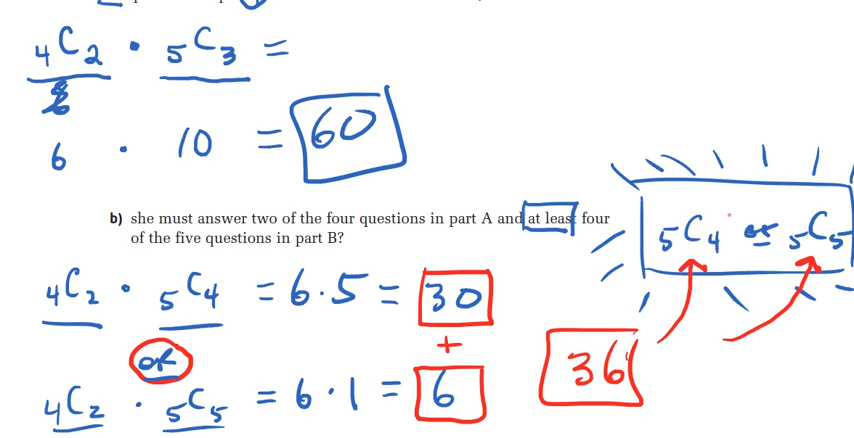 ₄C₂ · ₅C₃ =
6 · 10 = 60
b) she must answer two of the four questions in part A and at least four
of the five questions in part B?
₅C₄ or ₅C₅
₄C₂ · ₅C₄ = 6 · 5 = 30
+
OR
36
₄C₂ · ₅C₅ = 6 · 1 = 6